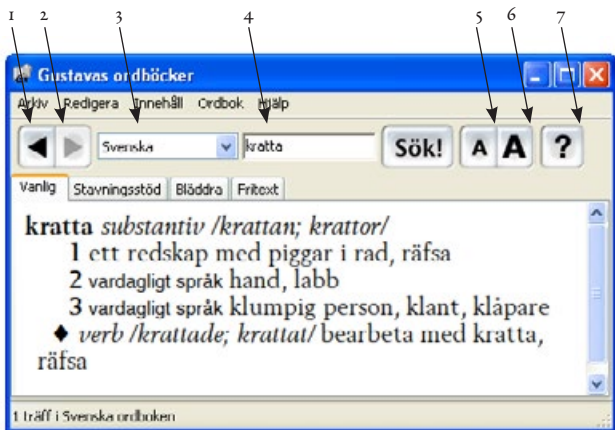 1 2 3 4 5 6 7
Gustavas ordböcker
Arkiv Redigera Innehåll Ordbok Hjälp
Svenska kratta Sök! A A ?
Vanlig Stavningsstöd Bläddra Fritext
kratta substantiv /krattan; krattor/
1 ett redskap med piggar i rad, räfsa
2 vardagligt språk hand, labb
3 vardagligt språk klumpig person, klant, klåpare
◆ verb /krattade; krattat/ bearbeta med kratta,
räfsa
1 träff i Svenska ordboken